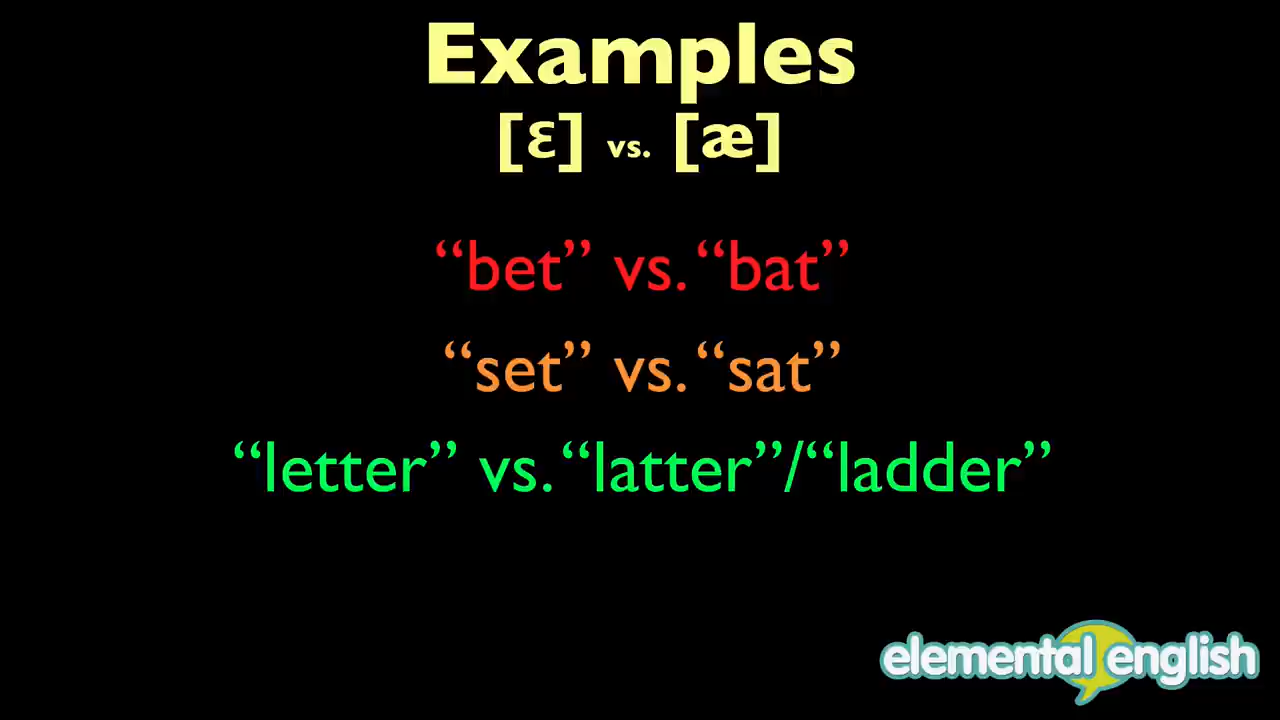 Examples
[ɛ] vs. [æ]
“bet” vs. “bat”
“set” vs. “sat”
“letter” vs. “latter”/“ladder”
elemental english